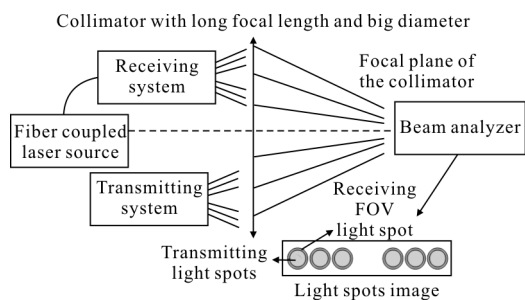 Collimator with long focal length and big diameter
Receiving
system
Focal plane of
the collimator
Fiber coupled
laser source
Beam analyzer
Transmitting
system
Receiving
FOV
light spot
Transmitting
light spots
Light spots image